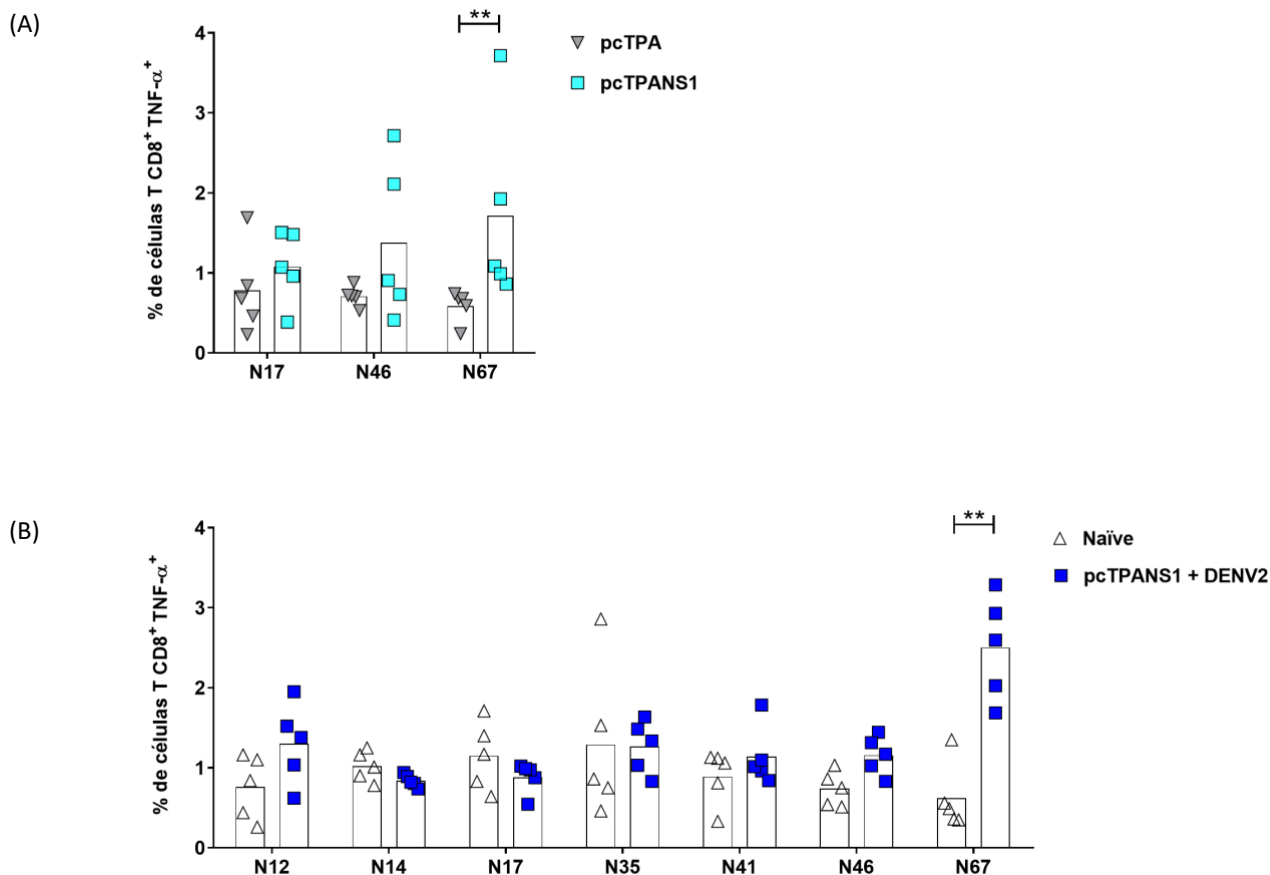 (A)
% de células T CD8+ TNF-α+
4
3
2
1
0
**
N17 N46 N67
pcTPA
pcTPANS1
(B)
% de células T CD8+ TNF-α+
4
3
2
1
0
**
N12 N14 N17 N35 N41 N46 N67
Naïve
pcTPANS1 + DENV2